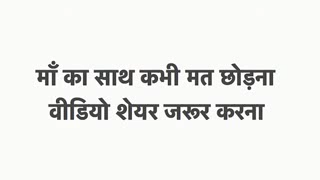 माँ का साथ कभी मत छोड़ना
वीडियो शेयर जरूर करना